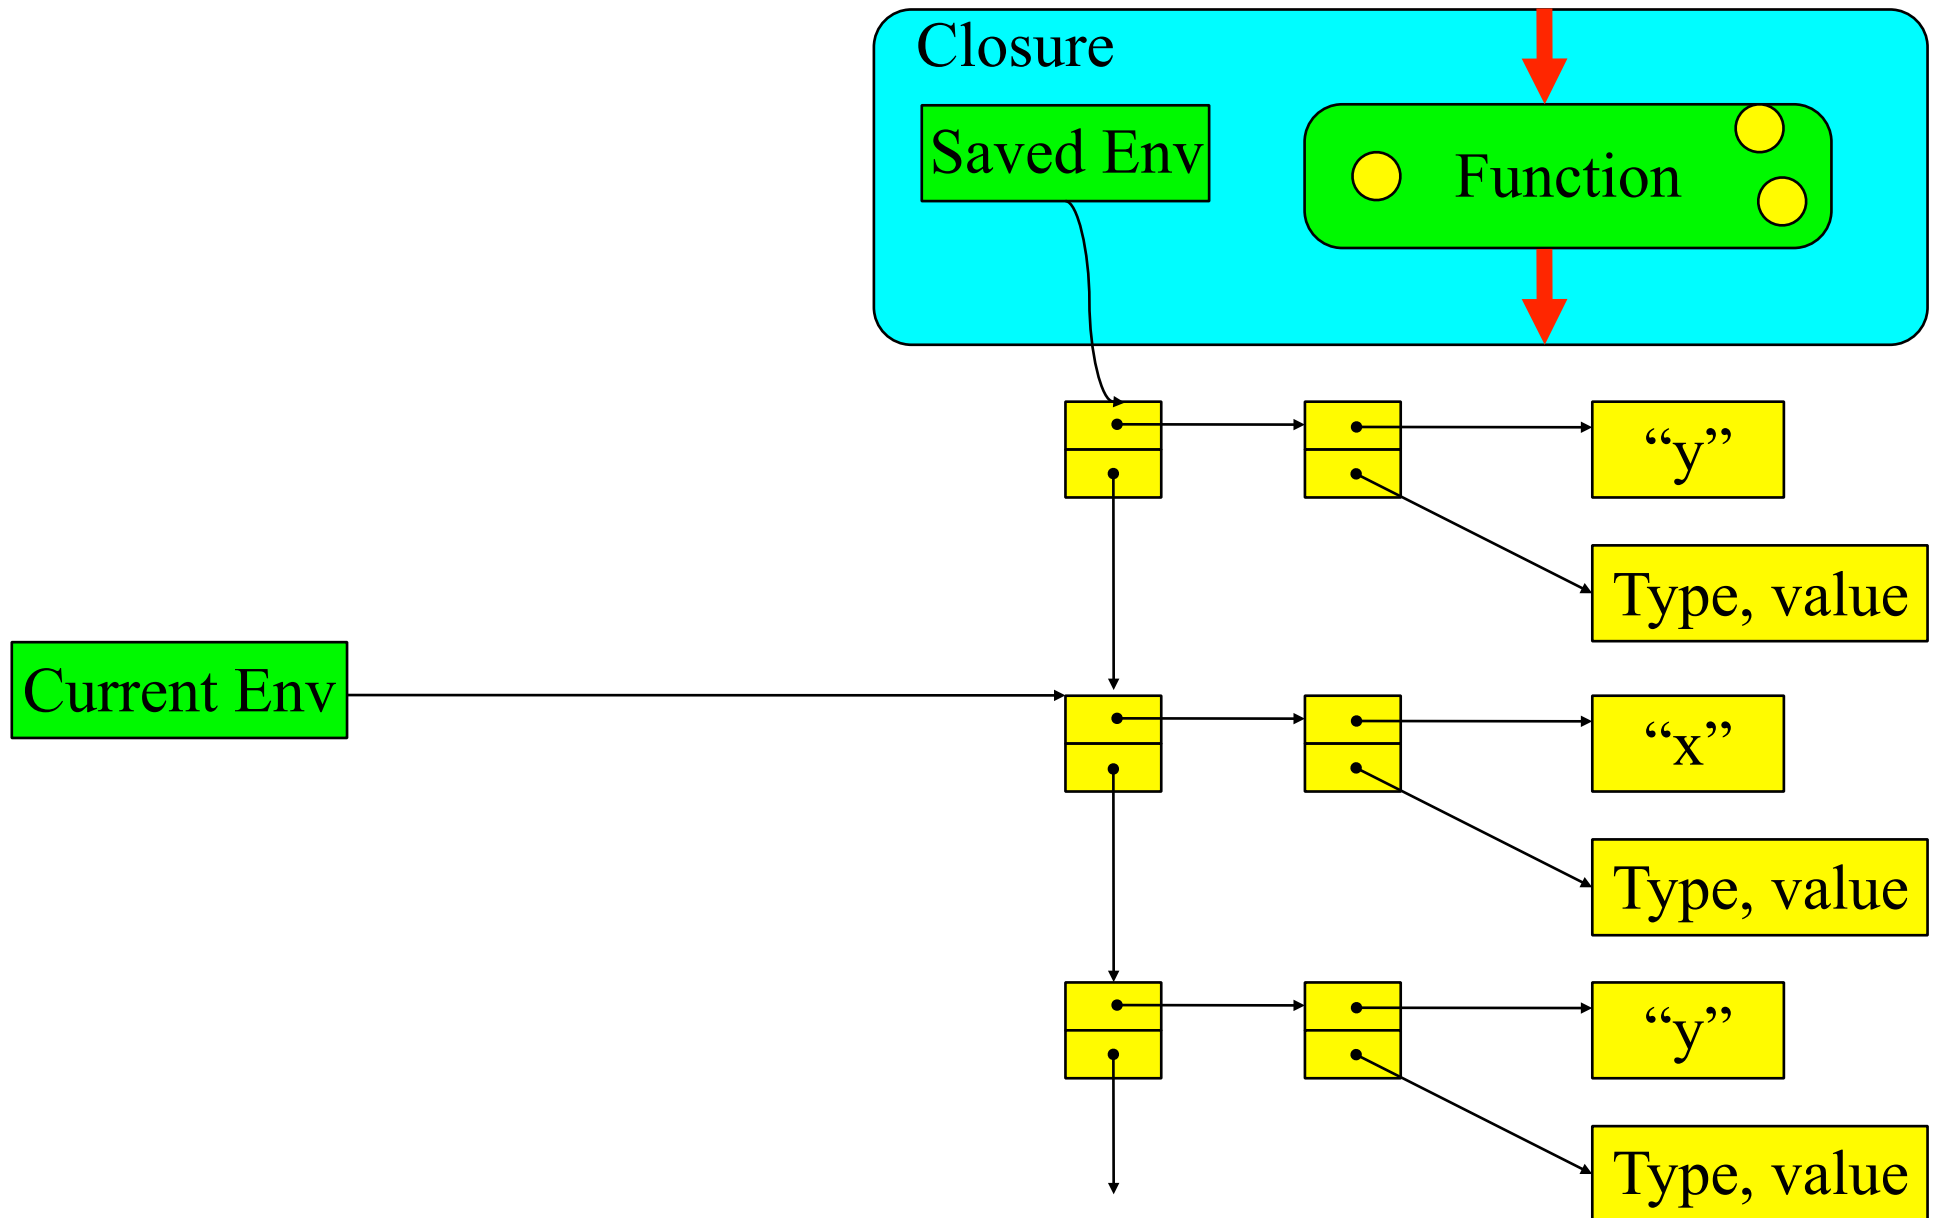 Closure
Saved Env
Function
“y”
Type, value
Current Env
“x”
Type, value
“y”
Type, value